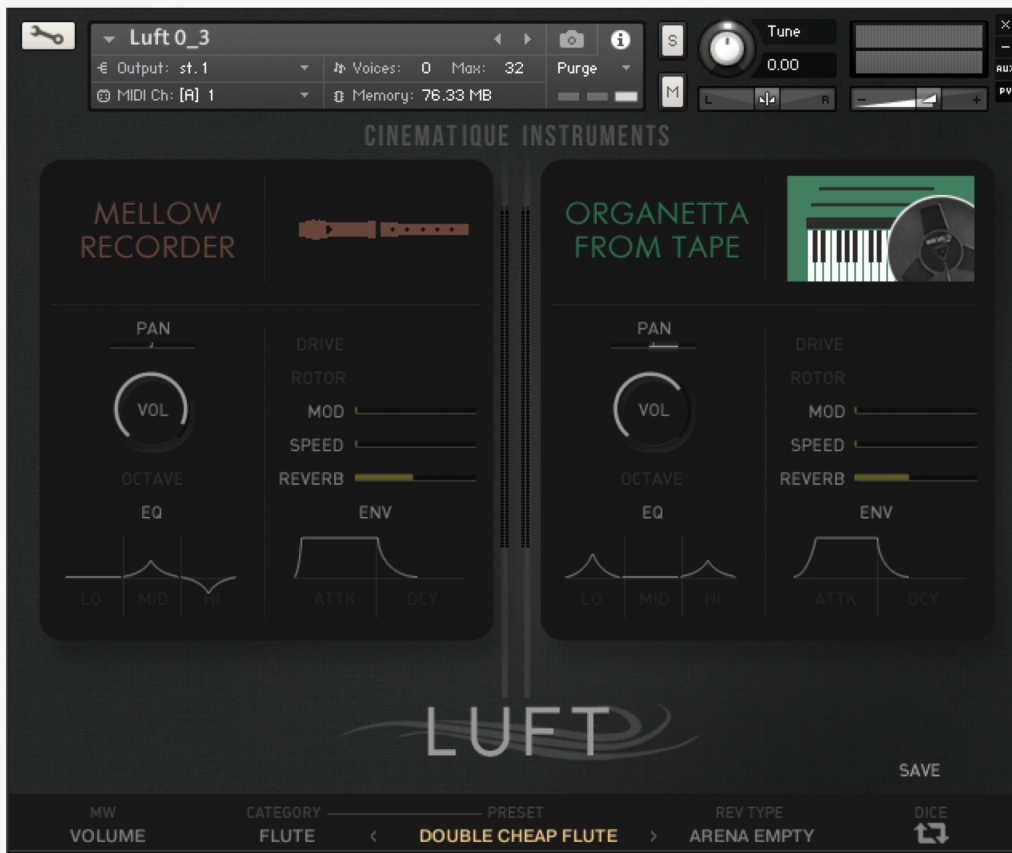 Luft 0_3
Output: st.1
Voices: 0 Max: 32
Purge
MIDI Ch: [A] 1
Memory: 76.33 MB
S
M
Tune
0.00
L
R
AUX
PV
CINEMATIQUE INSTRUMENTS
MELLOW
RECORDER
PAN
VOL
OCTAVE
EQ
LO MID HI
DRIVE
ROTOR
MOD
SPEED
REVERB
ENV
ATTK DCY
ORGANETTA
FROM TAPE
PAN
VOL
OCTAVE
EQ
LO MID HI
DRIVE
ROTOR
MOD
SPEED
REVERB
ENV
ATTK DCY
LUFT
SAVE
MW
VOLUME
CATEGORY
FLUTE
PRESET
DOUBLE CHEAP FLUTE
REV TYPE
ARENA EMPTY
DICE